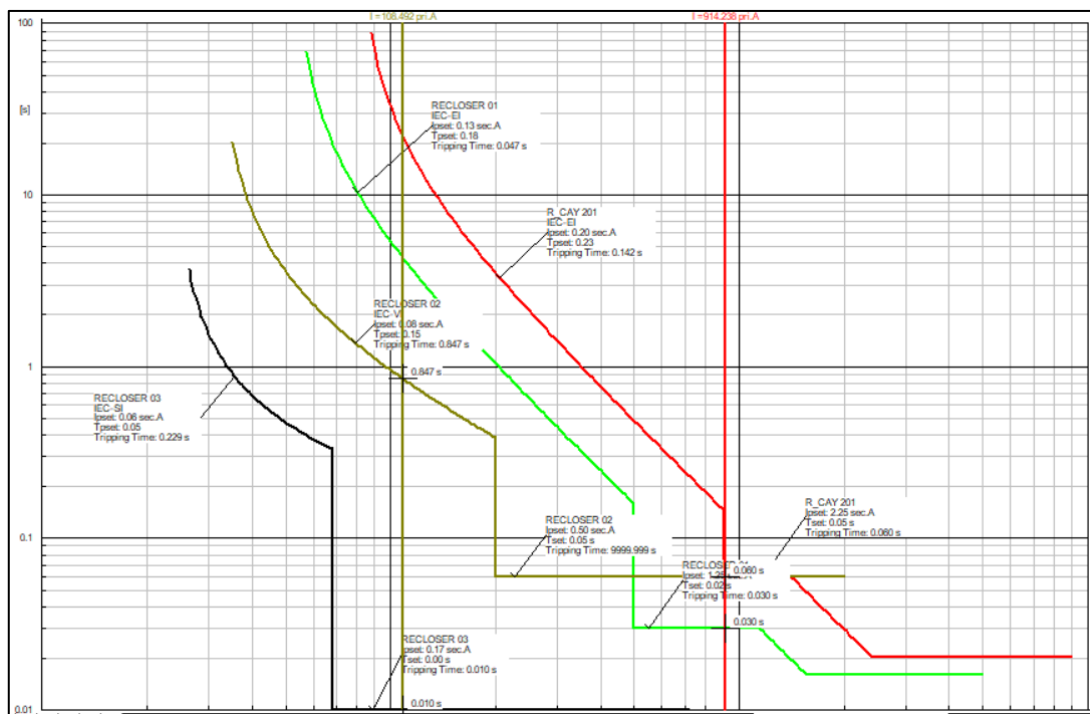 I =108.492 pri.A
I =914.238 pri.A
100
[s]
10
1
0.1
0.01
RECLOSER 01
IEC-EI
Ipset: 0.13 sec.A
Tpset: 0.18
Tripping Time: 0.047 s
R_CAY 201
IEC-EI
Ipset: 0.20 sec.A
Tpset: 0.23
Tripping Time: 0.142 s
RECLOSER 02
IEC-V
Ipset: 0.08 sec.A
Tpset: 0.15
Tripping Time: 0.847 s
0.847 s
RECLOSER 03
IEC-SI
Ipset: 0.06 sec.A
Tpset: 0.05
Tripping Time: 0.229 s
R_CAY 201
Ipset: 2.25 sec.A
Tset: 0.05 s
Tripping Time: 0.060 s
RECLOSER 02
Ipset: 0.50 sec.A
Tset: 0.05 s
Tripping Time: 9999.999 s
0.060 s
RECLOSER
Ipset:
Tset: 0.02 s
Tripping Time: 0.030 s
0.030 s
RECLOSER 03
Ipset: 0.17 sec.A
Tset: 0.00 s
Tripping Time: 0.010 s
0.010 s